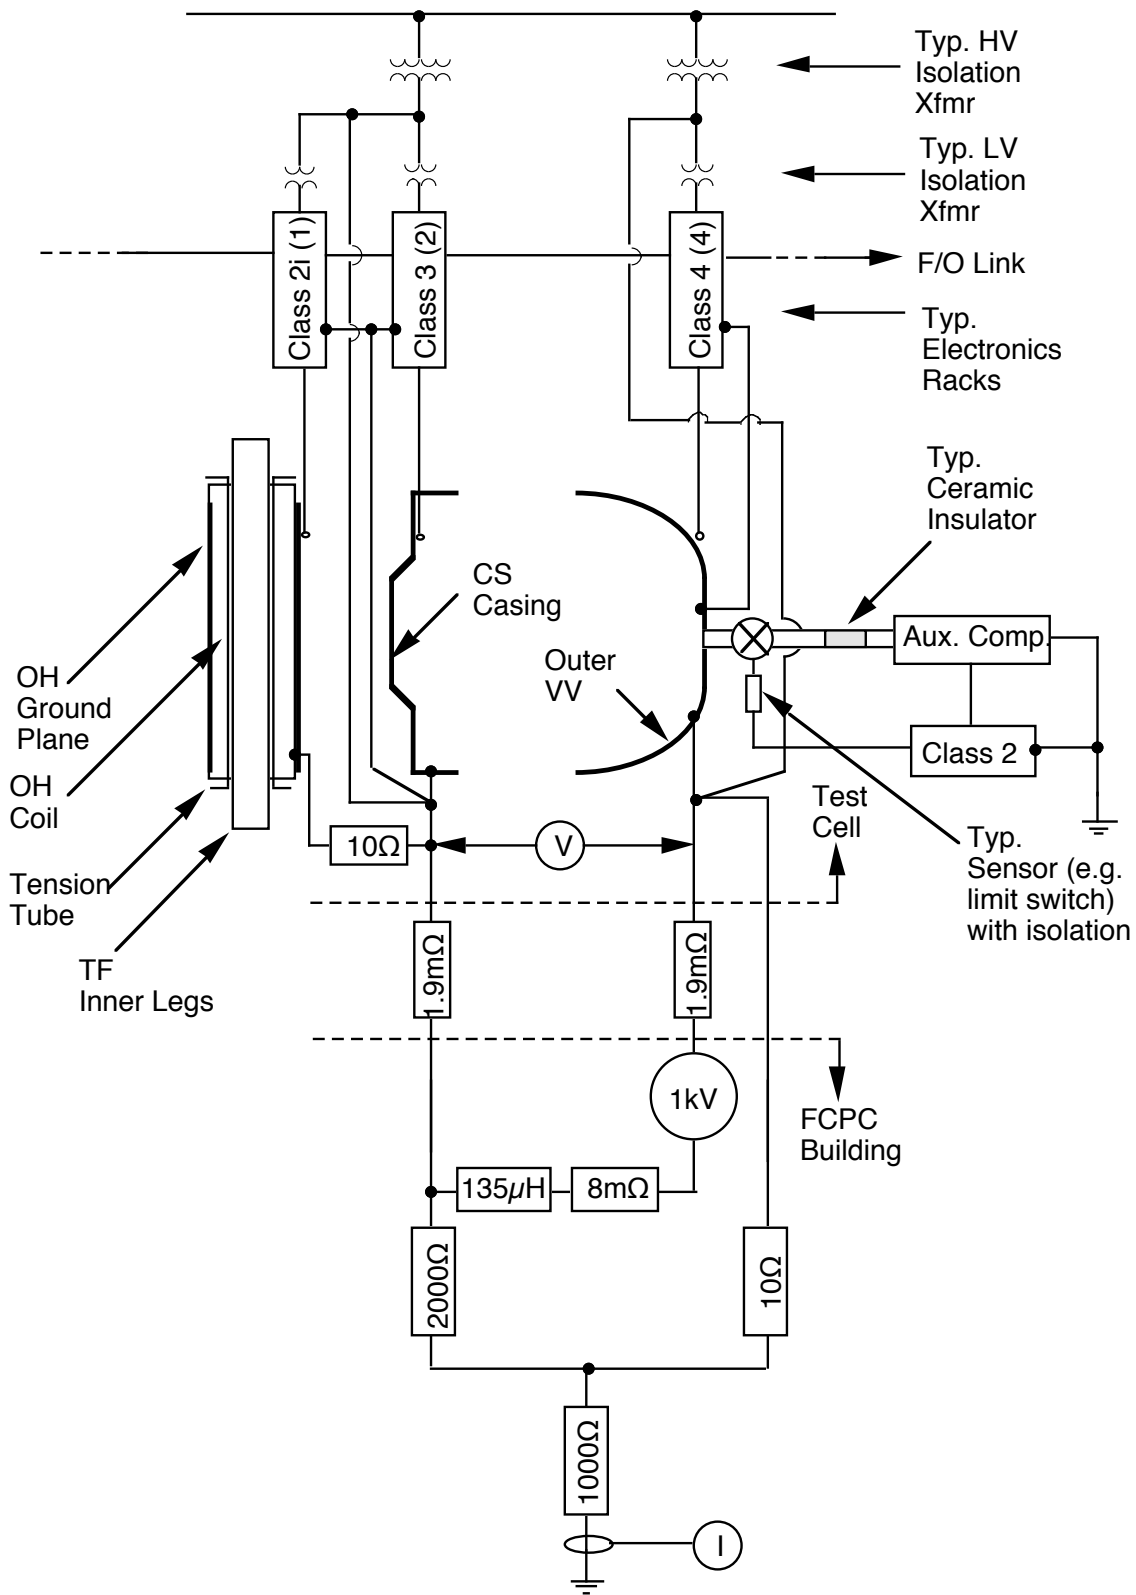 Typ. HV
Isolation
Xfmr
Typ. LV
Isolation
Xfmr
Class 2i (1)
Class 3 (2)
Class 4 (4)
F/O Link
Typ.
Electronics
Racks
Typ.
Ceramic
Insulator
CS
Casing
Outer
VV
Aux. Comp.
Class 2
OH
Ground
Plane
OH
Coil
Tension
Tube
TF
Inner Legs
10Ω
V
Test
Cell
Typ.
Sensor (e.g.
limit switch)
with isolation
1.9mΩ
1.9mΩ
1kV
FCPC
Building
135µH
8mΩ
2000Ω
10Ω
1000Ω
I